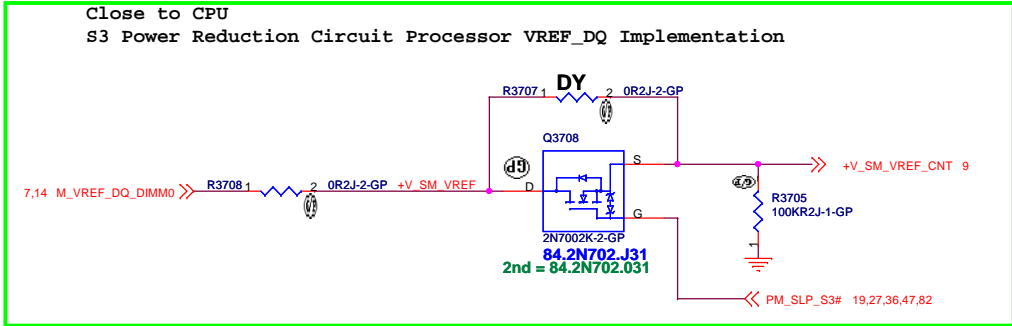 Close to CPU
S3 Power Reduction Circuit Processor VREF_DQ Implementation
DY
R3707 1 2 0R2J-2-GP
Q3708
S
+V_SM_VREF_CNT 9
7,14 M_VREF_DQ_DIMM0 R3708 1 2 0R2J-2-GP +V_SM_VREF D
R3705
100KR2J-1-GP
G
1
2N7002K-2-GP
84.2N702.J31
2nd = 84.2N702.031
PM_SLP_S3# 19,27,36,47,82